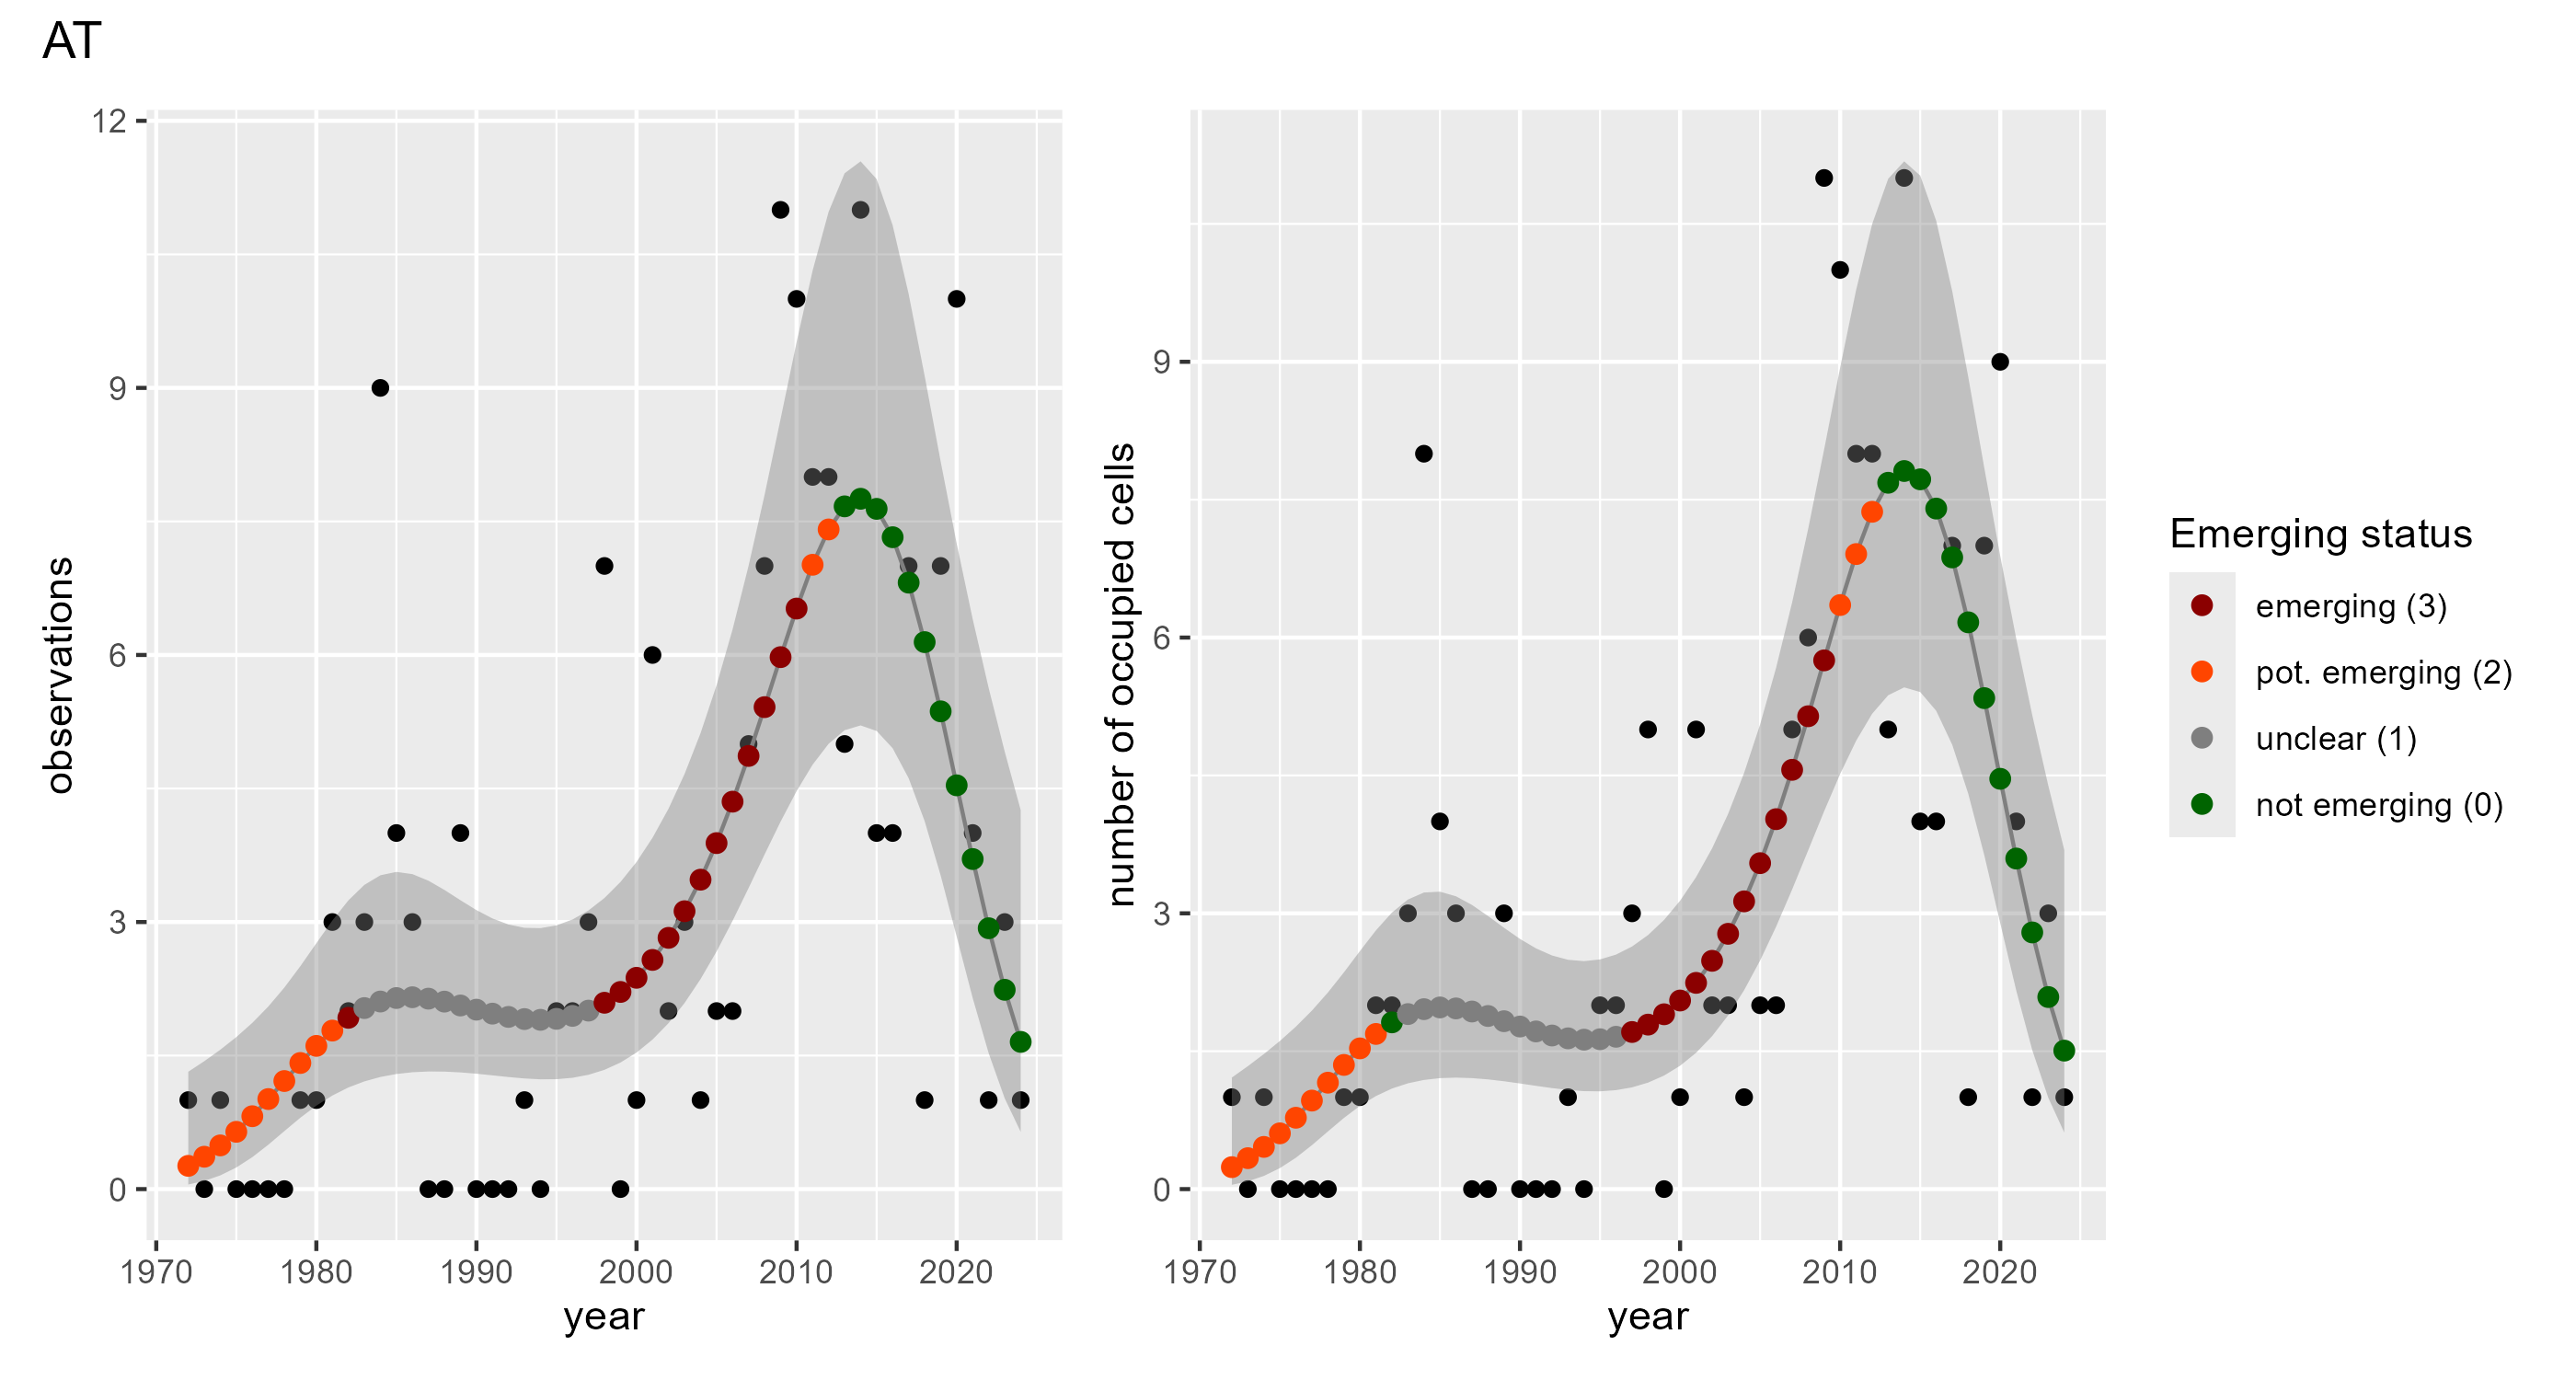 AT
observations
12
9
6
3
0
1970 1980 1990 2000 2010 2020
year
number of occupied cells
9
6
3
0
1970 1980 1990 2000 2010 2020
year
Emerging status
emerging (3)
pot. emerging (2)
unclear (1)
not emerging (0)